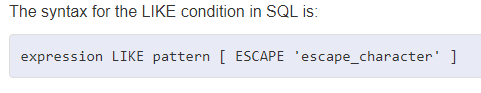 The syntax for the LIKE condition in SQL is:
expression LIKE pattern [ ESCAPE 'escape_character' ]